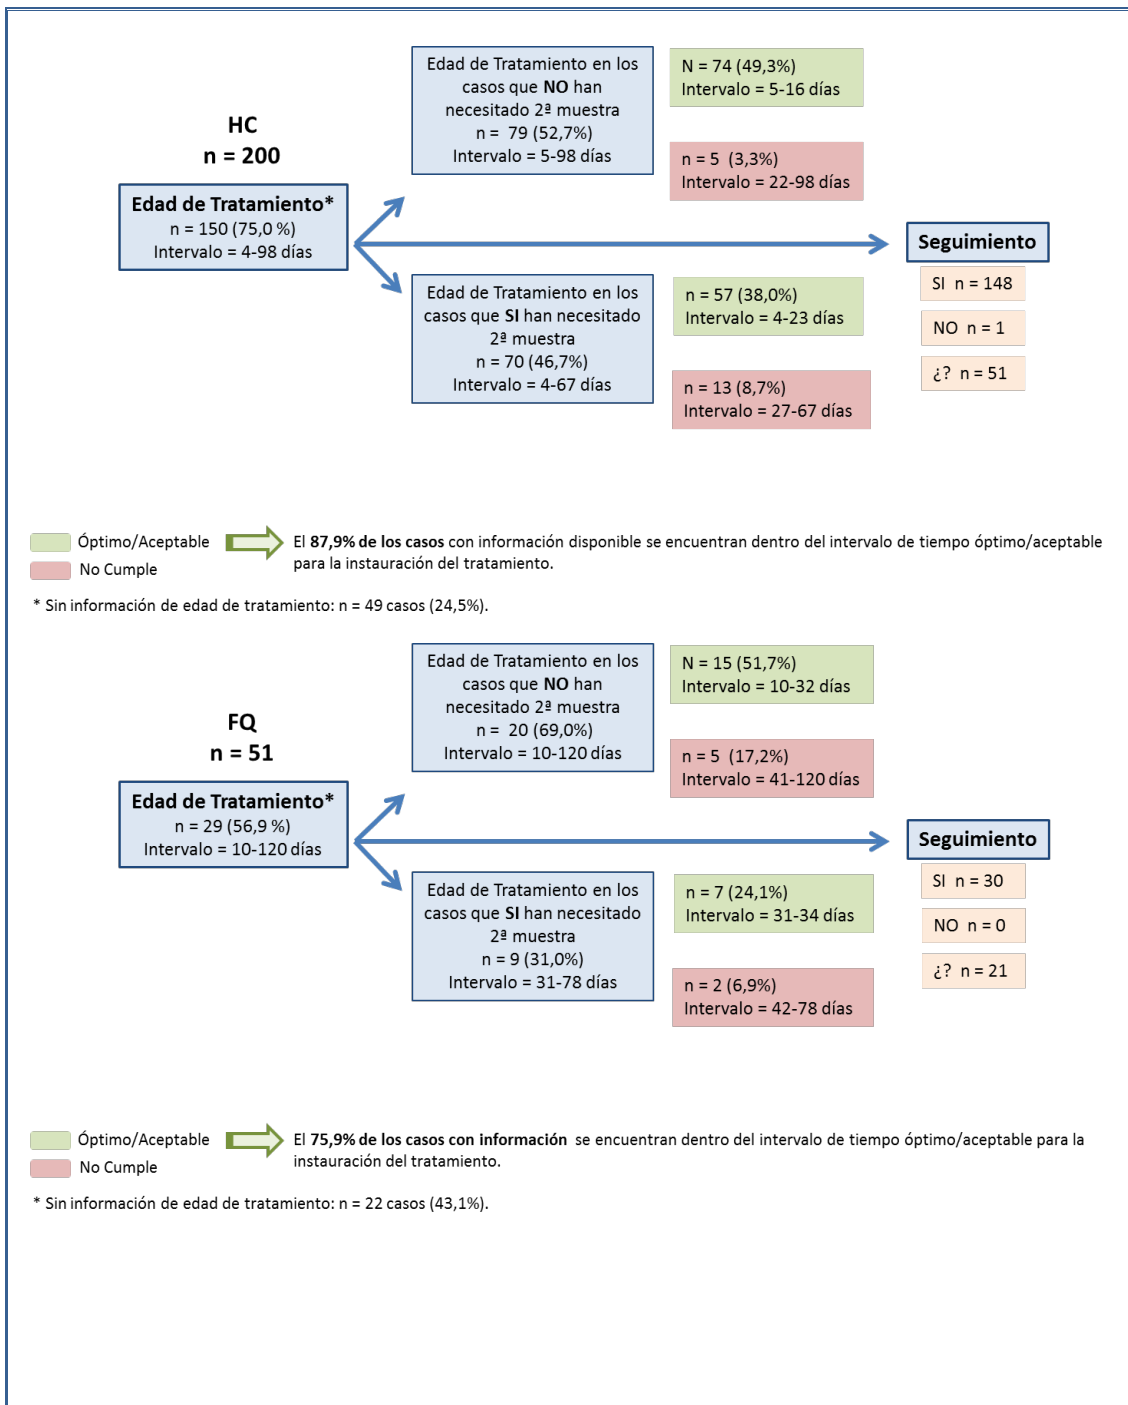 HC
n = 200
Edad de Tratamiento*
n = 150 (75,0 %)
Intervalo = 4-98 días
Edad de Tratamiento en los
casos que NO han
necesitado 2ª muestra
n = 79 (52,7%)
Intervalo = 5-98 días
N = 74 (49,3%)
Intervalo = 5-16 días
n = 5 (3,3%)
Intervalo = 22-98 días
Edad de Tratamiento en los
casos que SI han necesitado
2ª muestra
n = 70 (46,7%)
Intervalo = 4-67 días
n = 57 (38,0%)
Intervalo = 4-23 días
n = 13 (8,7%)
Intervalo = 27-67 días
Seguimiento
SI n = 148
NO n = 1
¿? n = 51
Óptimo/Aceptable
No Cumple
El 87,9% de los casos con información disponible se encuentran dentro del intervalo de tiempo óptimo/aceptable
para la instauración del tratamiento.
* Sin información de edad de tratamiento: n = 49 casos (24,5%).
FQ
n = 51
Edad de Tratamiento*
n = 29 (56,9 %)
Intervalo = 10-120 días
Edad de Tratamiento en los
casos que NO han
necesitado 2ª muestra
n = 20 (69,0%)
Intervalo = 10-120 días
N = 15 (51,7%)
Intervalo = 10-32 días
n = 5 (17,2%)
Intervalo = 41-120 días
Edad de Tratamiento en los
casos que SI han necesitado
2ª muestra
n = 9 (31,0%)
Intervalo = 31-78 días
n = 7 (24,1%)
Intervalo = 31-34 días
n = 2 (6,9%)
Intervalo = 42-78 días
Seguimiento
SI n = 30
NO n = 0
¿? n = 21
Óptimo/Aceptable
No Cumple
El 75,9% de los casos con información se encuentran dentro del intervalo de tiempo óptimo/aceptable para la
instauración del tratamiento.
* Sin información de edad de tratamiento: n = 22 casos (43,1%).